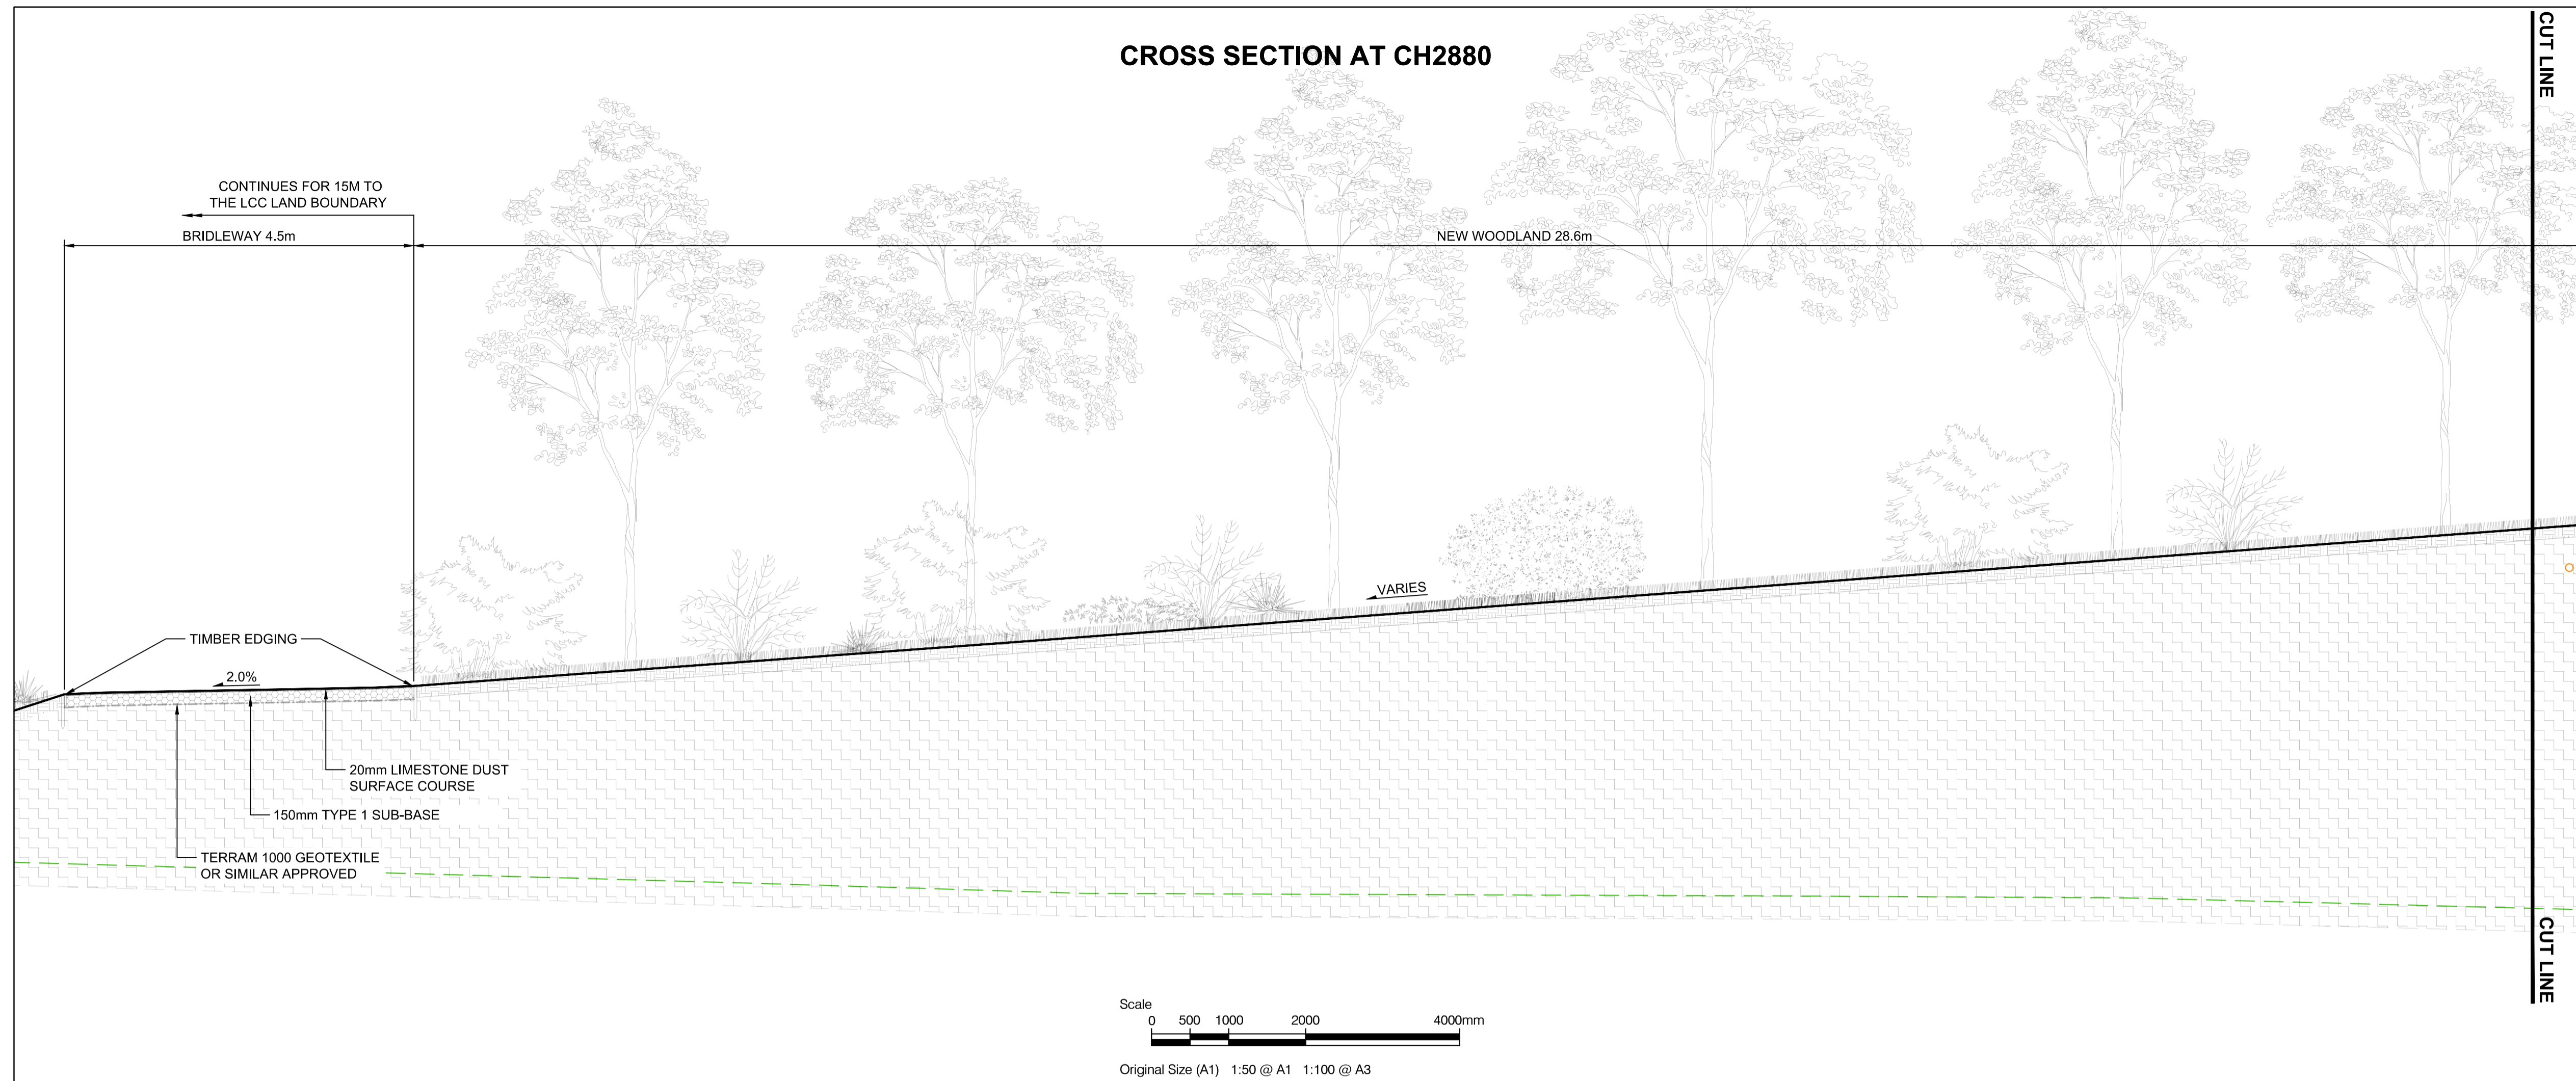 CROSS SECTION AT CH2880
CUT LINE
CONTINUES FOR 15M TO
THE LCC LAND BOUNDARY
BRIDLEWAY 4.5m
NEW WOODLAND 28.6m
VARIES
TIMBER EDGING
2.0%
20mm LIMESTONE DUST
SURFACE COURSE
150mm TYPE 1 SUB-BASE
TERRAM 1000 GEOTEXTILE
OR SIMILAR APPROVED
CUT LINE
Scale
0 500 1000 2000 4000mm
Original Size (A1) 1:50 @ A1 1:100 @ A3